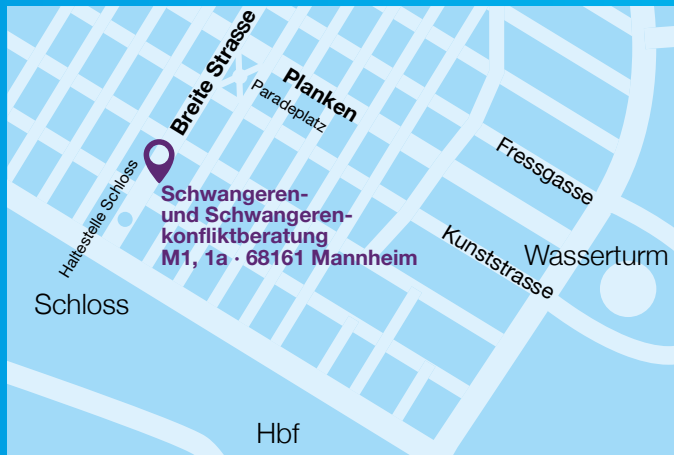 Breite Strasse
Planken
Paradeplatz
Haltestelle Schloss
Schwangeren-
und Schwangeren-
konfliktberatung
M1, 1a · 68161 Mannheim
Fressgasse
Kunststrasse
Wasserturm
Schloss
Hbf